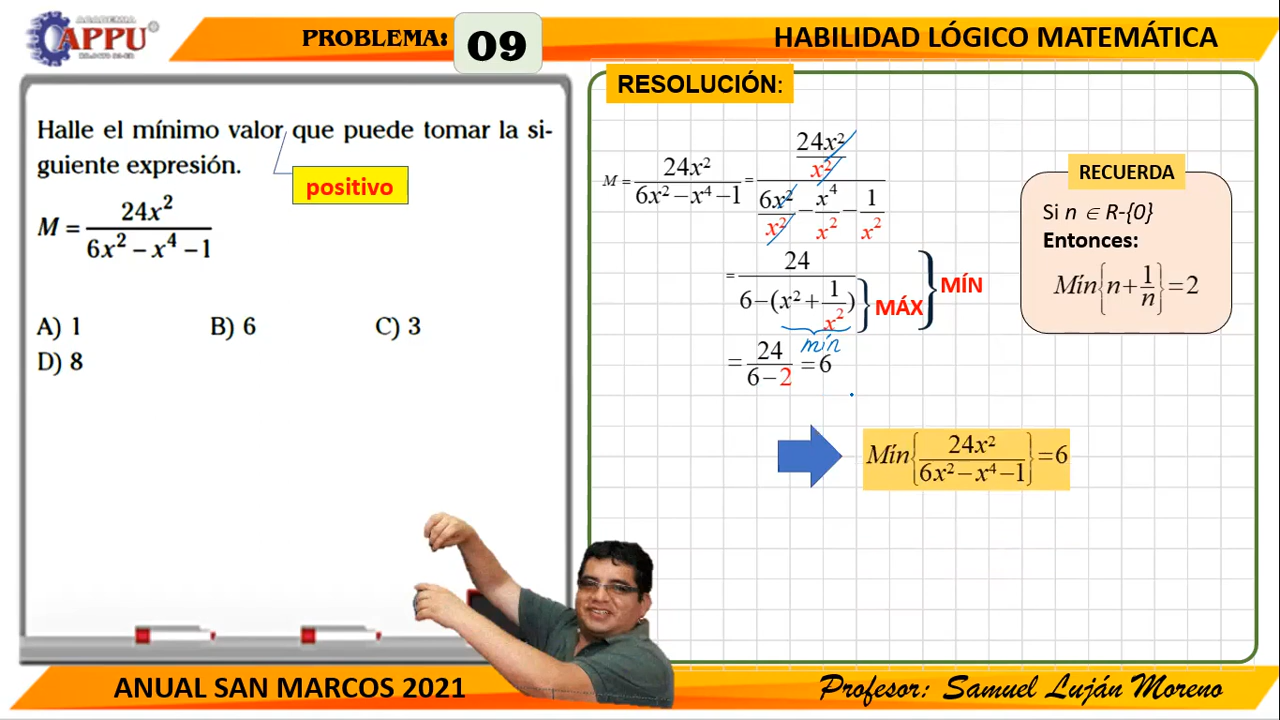 ACADEMIA
APPU
PROBLEMA:
09
HABILIDAD LÓGICO MATEMÁTICA
Halle el mínimo valor que puede tomar la si-
guiente expresión.
positivo
M = 24x² / (6x² − x⁴ − 1)
A) 1 B) 6 C) 3
D) 8
RESOLUCIÓN:
M = 24x² / (6x² − x⁴ − 1) = (24x² / x²) / (6x² / x² − x⁴ / x² − 1 / x²)
= 24 / (6 − (x² + 1 / x²)) } MÁX } MÍN
mín
= 24 / (6 − 2) = 6
Mín{24x² / (6x² − x⁴ − 1)} = 6
RECUERDA
Si n ∈ R-{0}
Entonces:
Mín{n + 1 / n} = 2
ANUAL SAN MARCOS 2021
Profesor: Samuel Luján Moreno